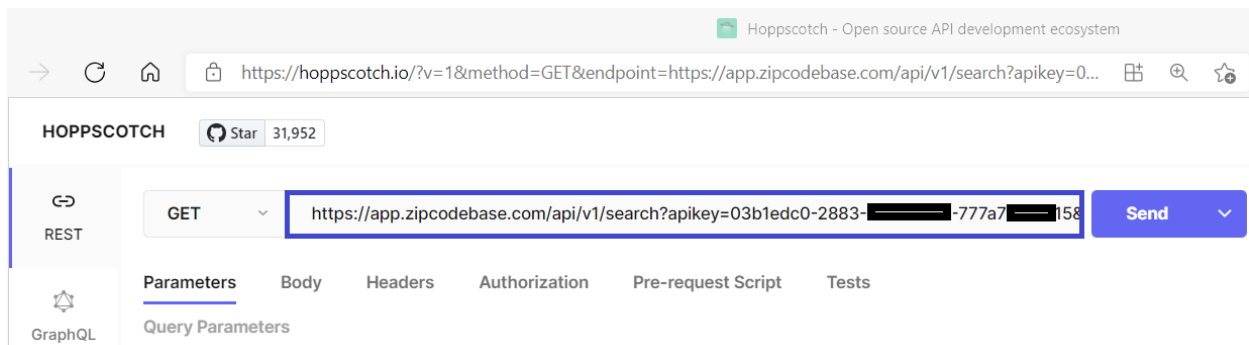 Hoppscotch - Open source API development ecosystem
https://hoppscotch.io/?v=1&method=GET&endpoint=https://app.zipcodebase.com/api/v1/search?apikey=0...
HOPPSCOTCH Star 31,952
REST
GET https://app.zipcodebase.com/api/v1/search?apikey=03b1edc0-2883- -777a7 15& Send
Parameters Body Headers Authorization Pre-request Script Tests
GraphQL
Query Parameters